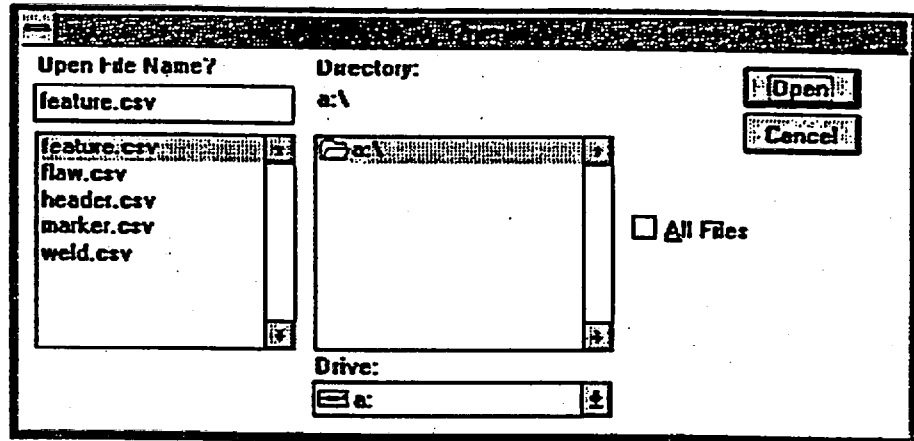 Open File Name?
feature.csv
feature.csv
flaw.csv
header.csv
marker.csv
weld.csv
Directory:
a:\
a:\
Drive:
a:
Open
Cancel
All Files